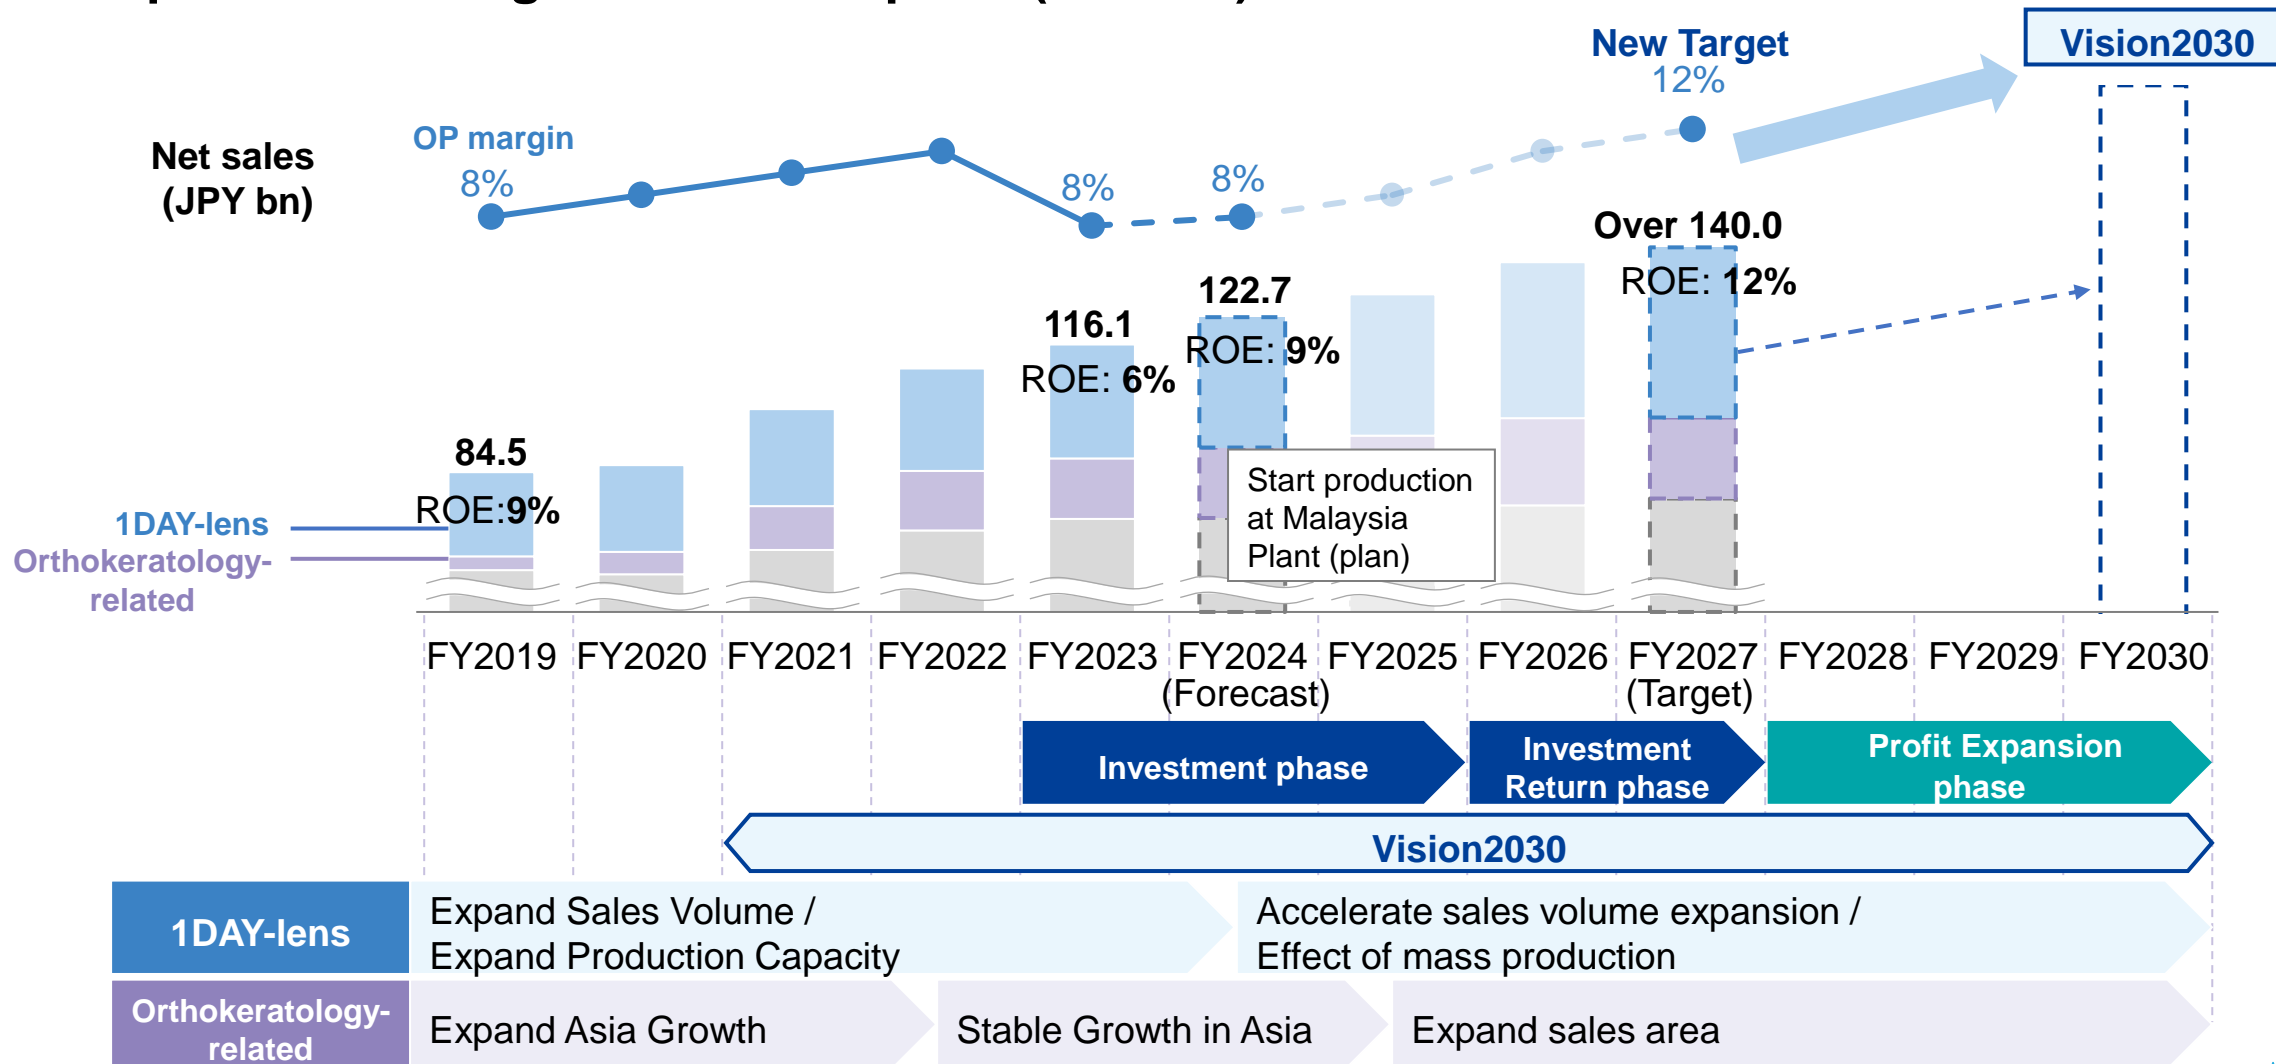 New Target
12%
Vision2030
Net sales
(JPY bn)
OP margin
8%
8%
8%
Over 140.0
ROE: 12%
122.7
ROE: 9%
116.1
ROE: 6%
84.5
ROE:9%
1DAY-lens
Orthokeratology-
related
Start production
at Malaysia
Plant (plan)
FY2019 FY2020 FY2021 FY2022 FY2023 FY2024 FY2025 FY2026 FY2027 FY2028 FY2029 FY2030
(Forecast) (Target)
Investment phase
Investment
Return phase
Profit Expansion
phase
Vision2030
1DAY-lens
Expand Sales Volume /
Expand Production Capacity
Accelerate sales volume expansion /
Effect of mass production
Orthokeratology-
related
Expand Asia Growth
Stable Growth in Asia
Expand sales area